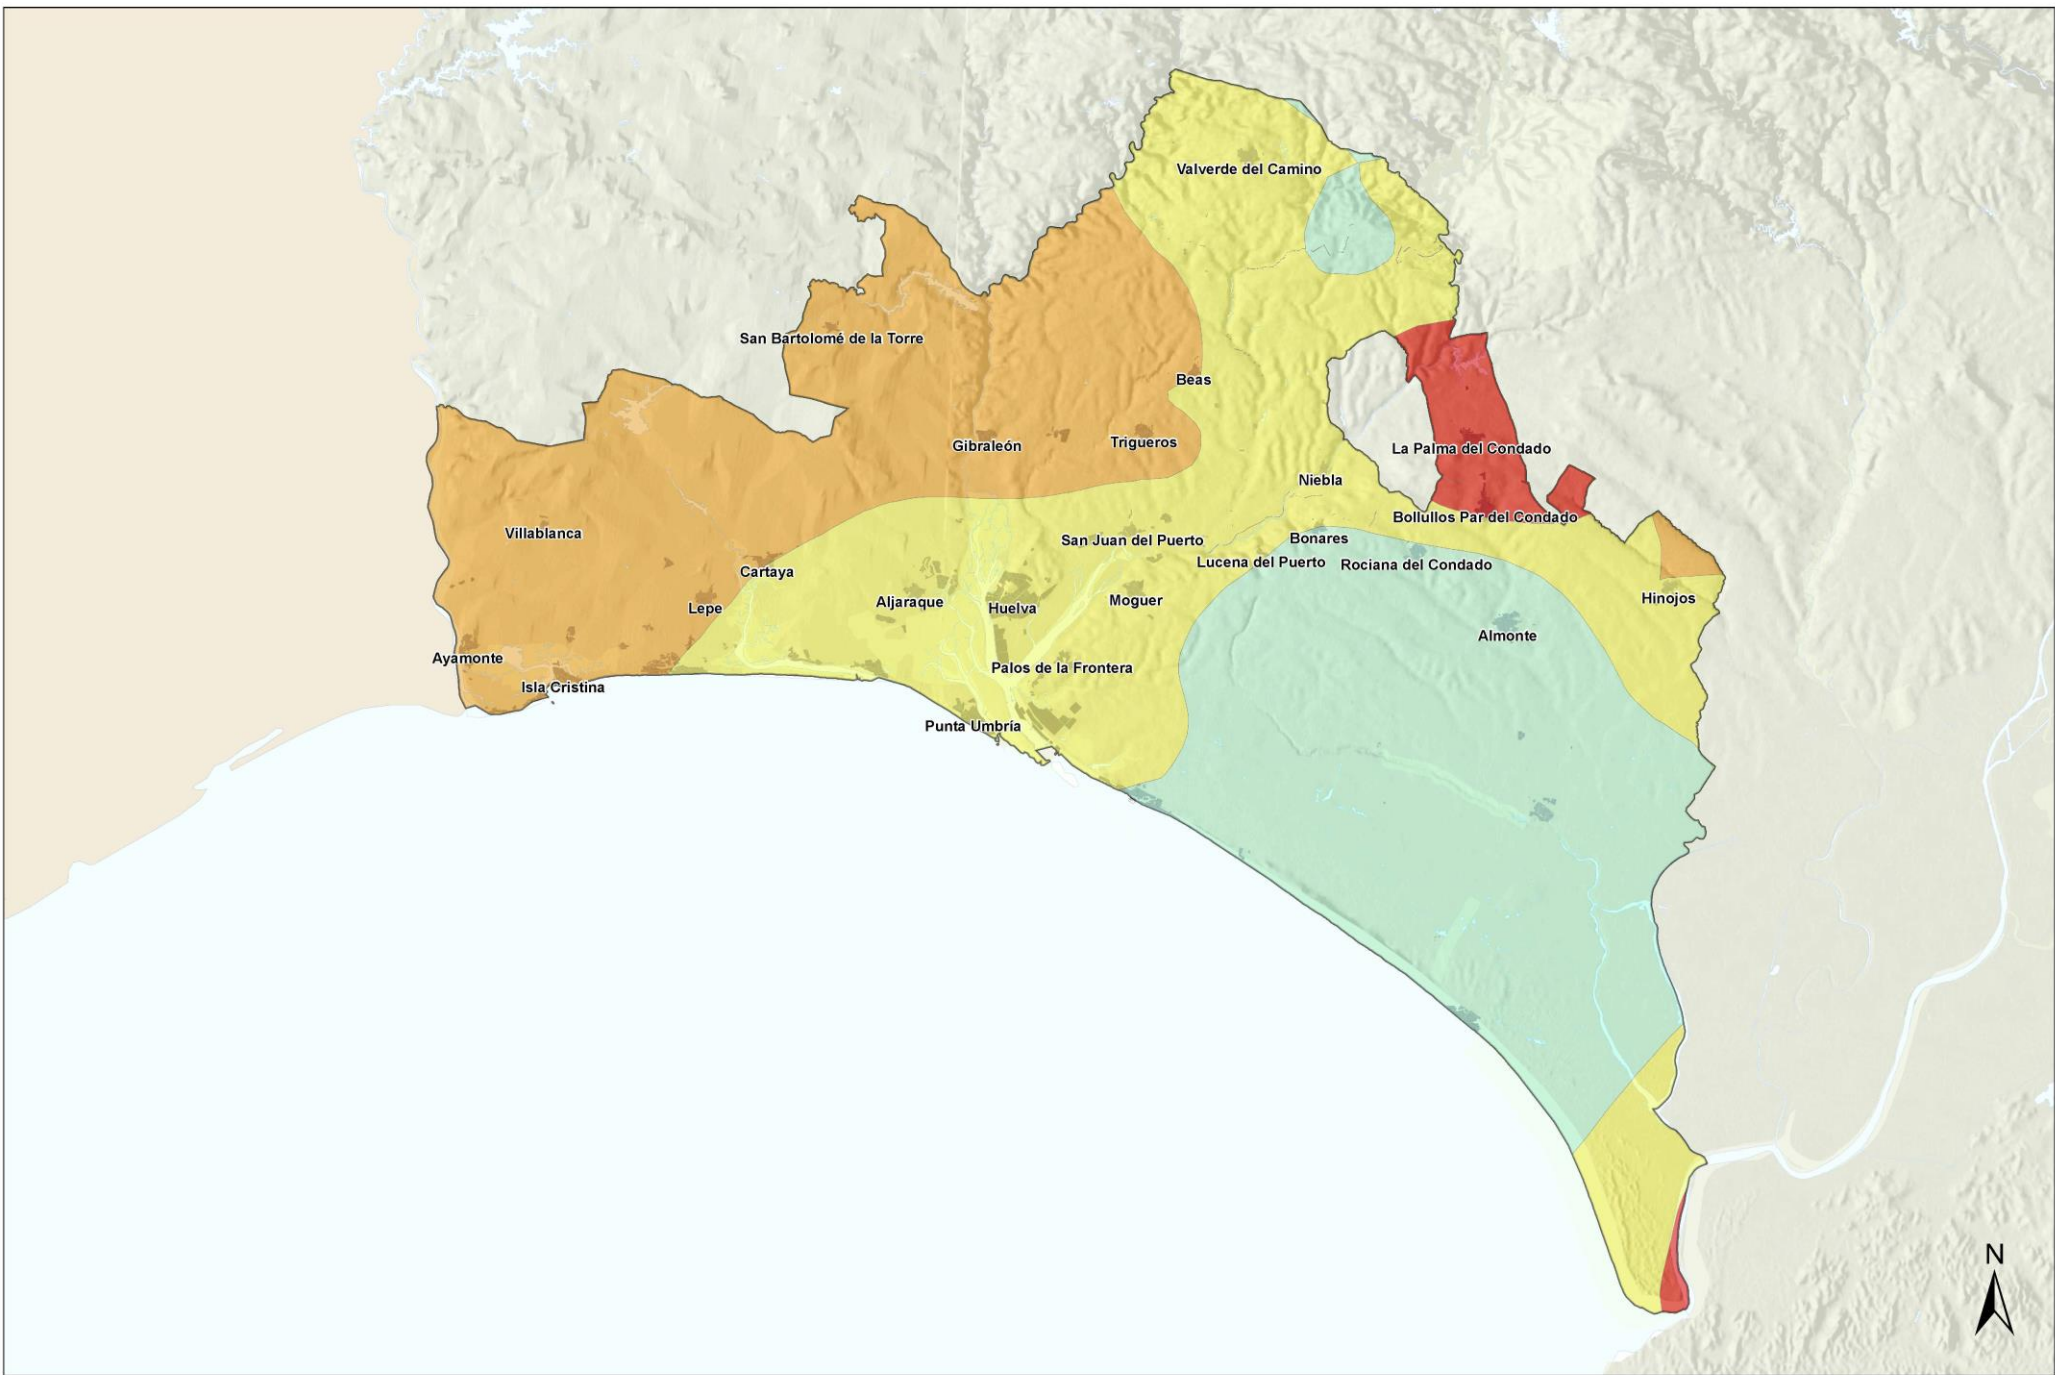 Valverde del Camino
San Bartolomé de la Torre
Beas
Gibraleón
Trigueros
La Palma del Condado
Niebla
Bollullos Par del Condado
Villablanca
San Juan del Puerto
Bonares
Lucena del Puerto
Rociana del Condado
Cartaya
Lepe
Aljaraque
Huelva
Moguer
Hinojos
Almonte
Ayamonte
Palos de la Frontera
Isla Cristina
Punta Umbría
N